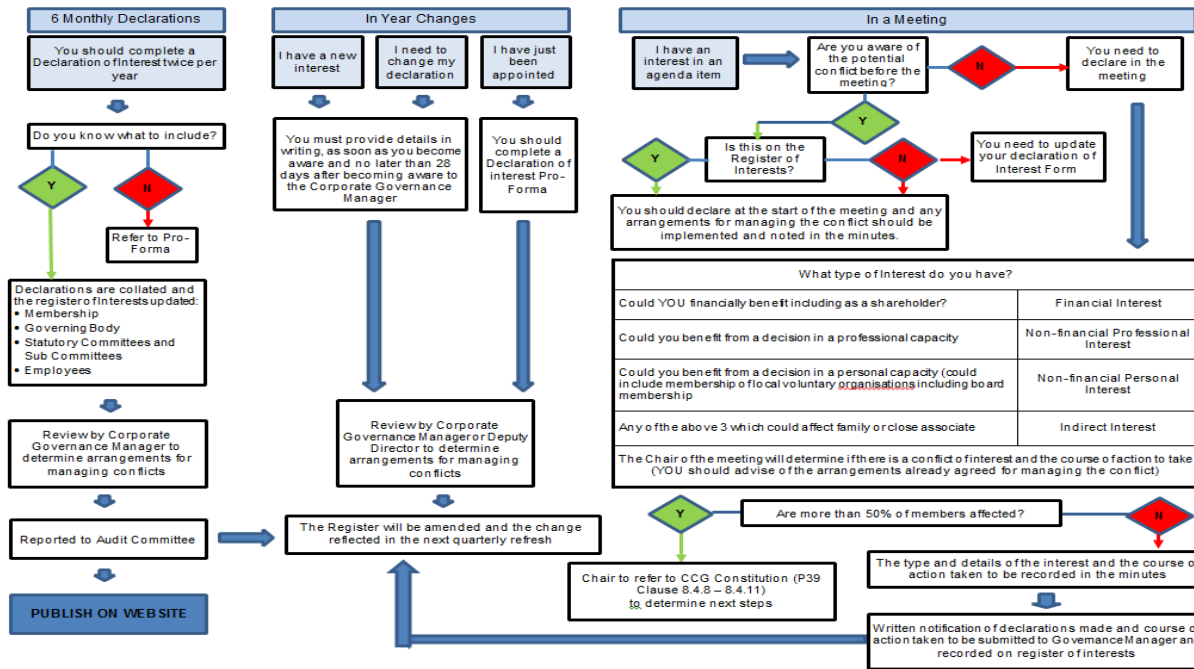 6 Monthly Declarations
You should complete a
Declaration of Interest twice per
year
Do you know what to include?
Y
N
Refer to Pro-
Forma
Declarations are collated and
the register of Interests updated:
• Membership
• Governing Body
• Statutory Committees and
Sub Committees
• Employees
Review by Corporate
Governance Manager to
determine arrangements for
managing conflicts
Reported to Audit Committee
PUBLISH ON WEBSITE
In Year Changes
I have a new
interest
I need to
change my
declaration
I have just
been
appointed
You must provide details in
writing, as soon as you become
aware and no later than 28
days after becoming aware to
the Corporate Governance
Manager
You should
complete a
Declaration of
interest Pro-
Forma
Review by Corporate
Governance Manager or Deputy
Director to determine
arrangements for managing
conflicts
The Register will be amended and the change
reflected in the next quarterly refresh
In a Meeting
I have an
interest in an
agenda item
Are you aware of
the potential
conflict before the
meeting?
N
You need to
declare in the
meeting
Y
Is this on the
Register of
Interests?
Y
N
You need to update
your declaration of
Interest Form
You should declare at the start of the meeting and any
arrangements for managing the conflict should be
implemented and noted in the minutes.
What type of Interest do you have?
Could YOU financially benefit including as a shareholder?
Financial Interest
Could you benefit from a decision in a professional capacity
Non-financial Professional
Interest
Could you benefit from a decision in a personal capacity (could
include membership of local voluntary organisations including board
membership
Non-financial Personal
Interest
Any of the above 3 which could affect family or close associate
Indirect Interest
The Chair of the meeting will determine if there is a conflict of interest and the course of action to take
(YOU should advise of the arrangements already agreed for managing the conflict)
Y
Are more than 50% of members affected?
N
Chair to refer to CCG Constitution (P39
Clause 8.4.8 – 8.4.11)
to determine next steps
The type and details of the interest and the course o
action taken to be recorded in the minutes
Written notification of declarations made and course o
action taken to be submitted to Governance Manager an
recorded on register of interests